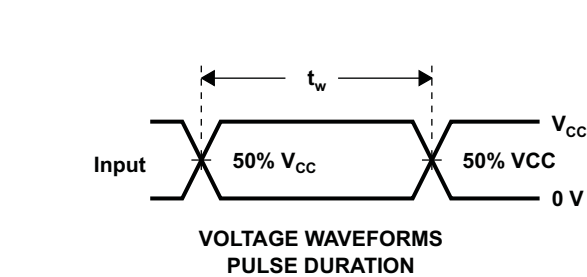 tw
VCC
Input
50% VCC
50% VCC
0 V
VOLTAGE WAVEFORMS
PULSE DURATION